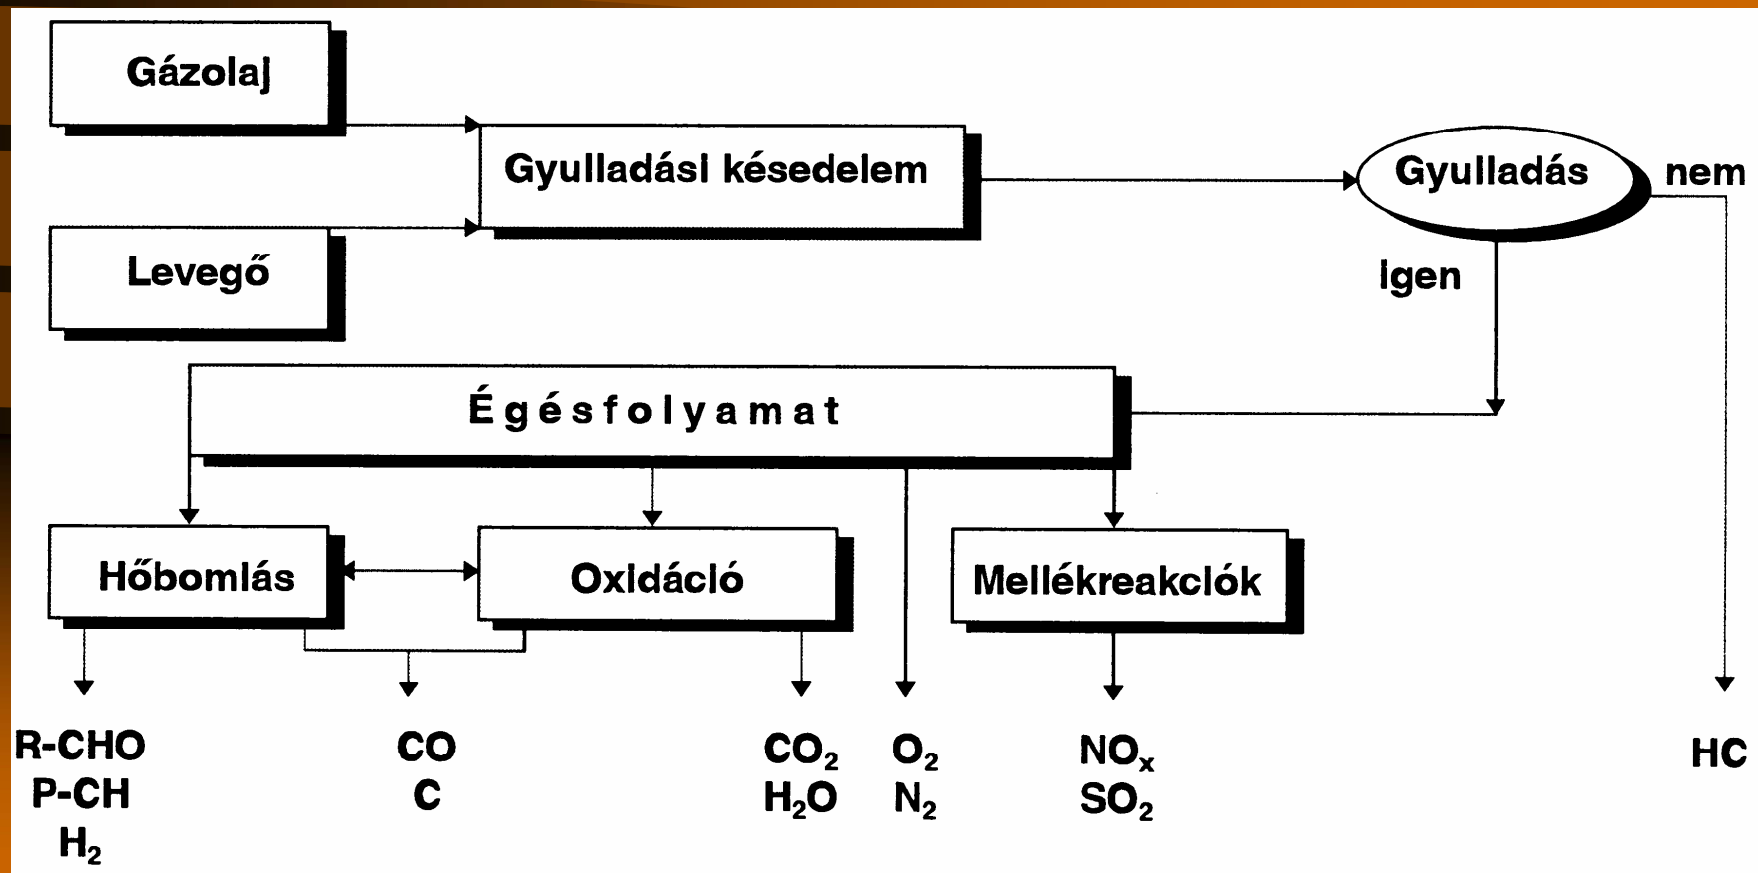 Gázolaj
Gyulladási késedelem
Gyulladás
nem
Levegő
igen
Égésfolyamat
Hőbomlás
Oxidáció
Mellékreakciók
R-CHO
P-CH
H₂
CO
C
CO₂
H₂O
O₂
N₂
NOₓ
SO₂
HC